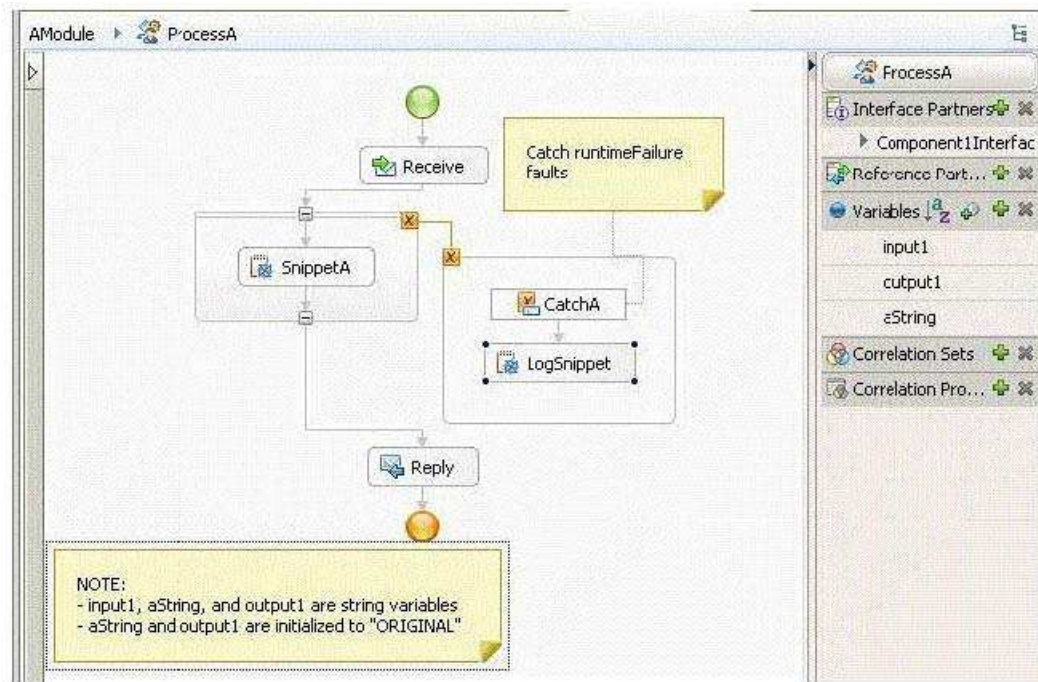 AModule ProcessA
Receive
Catch runtimeFailure
faults
SnippetA
CatchA
LogSnippet
Reply
NOTE:
- input1, aString, and output1 are string variables
- aString and output1 are initialized to "ORIGINAL"
ProcessA
Interface Partners
Component1Interfac
Reference Part...
Variables
input1
output1
aString
Correlation Sets
Correlation Pro...